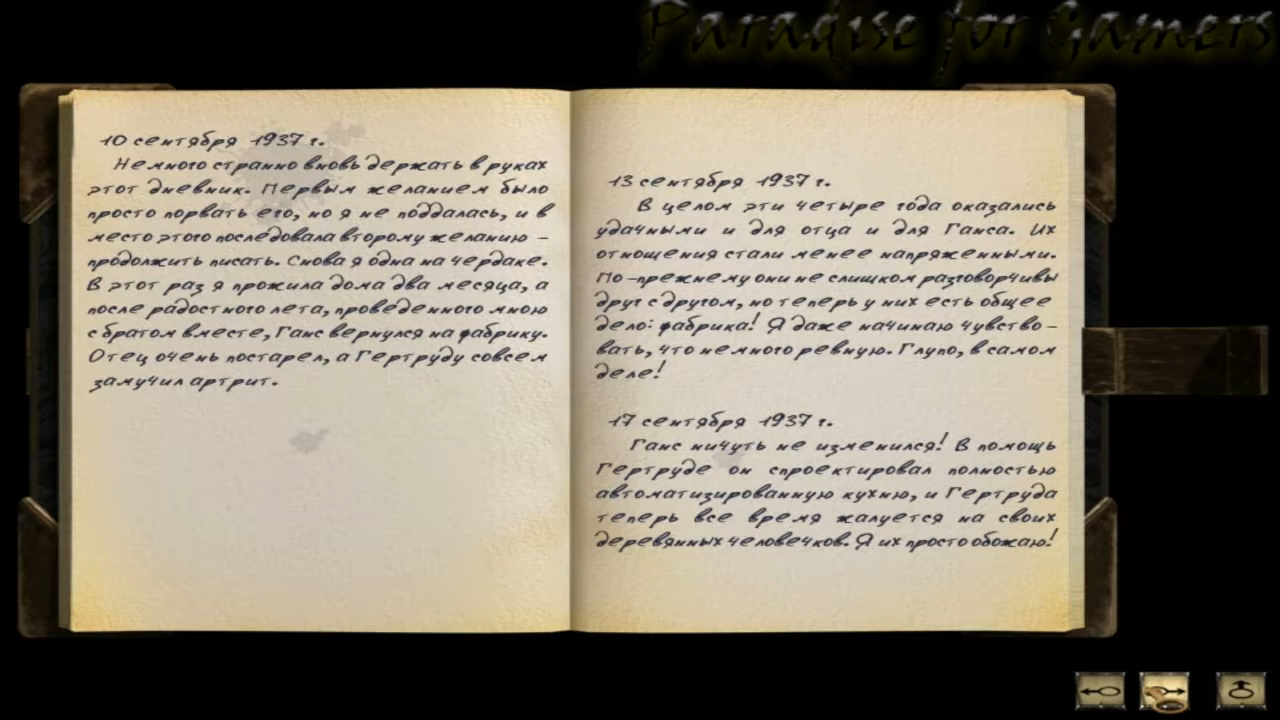 Paradise for Gamers
10 сентября 1937 г.
Немного странно вновь держать в руках
этот дневник. Первым желанием было
просто порвать его, но я не поддалась, и в
место этого последовала второму желанию –
продолжить писать. Снова я одна на чердаке.
В этот раз я прожила дома два месяца, а
после радостного лета, проведенного мною
с братом вместе, Ганс вернулся на фабрику.
Отец очень постарел, а Гертруду совсем
замучил артрит.
13 сентября 1937 г.
В целом эти четыре года оказались
удачными и для отца и для Ганса. Их
отношения стали менее напряженными.
По-прежнему они не слишком разговорчивы
друг с другом, но теперь у них есть общее
дело: фабрика! Я даже начинаю чувство-
вать, что немного ревную. Глупо, в самом
деле!
17 сентября 1937 г.
Ганс ничуть не изменился! В помощь
Гертруде он спроектировал полностью
автоматизированную кухню, и Гертруда
теперь все время жалуется на своих
деревянных человечков. Я их просто обожаю!